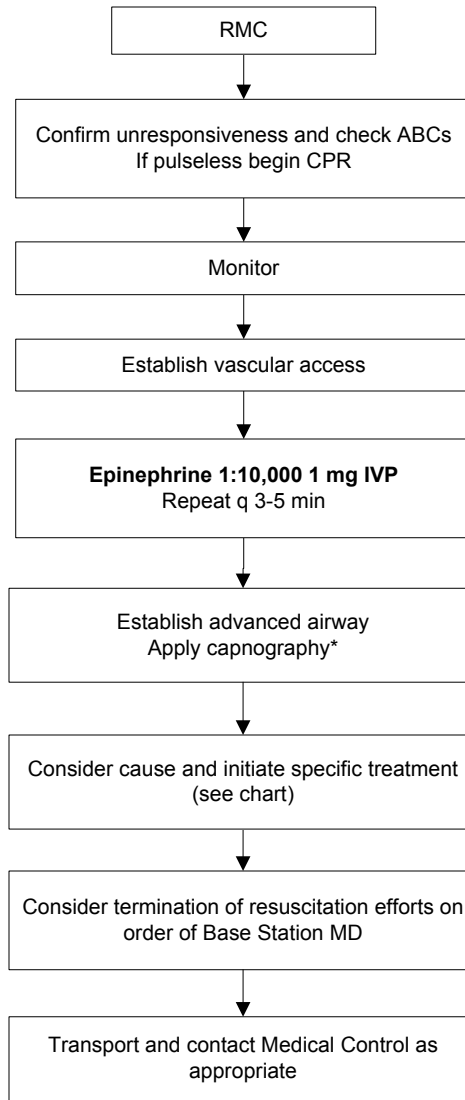 RMC
Confirm unresponsiveness and check ABCs
If pulseless begin CPR
Monitor
Establish vascular access
Epinephrine 1:10,000 1 mg IVP
Repeat q 3-5 min
Establish advanced airway
Apply capnography*
Consider cause and initiate specific treatment
(see chart)
Consider termination of resuscitation efforts on
order of Base Station MD
Transport and contact Medical Control as
appropriate